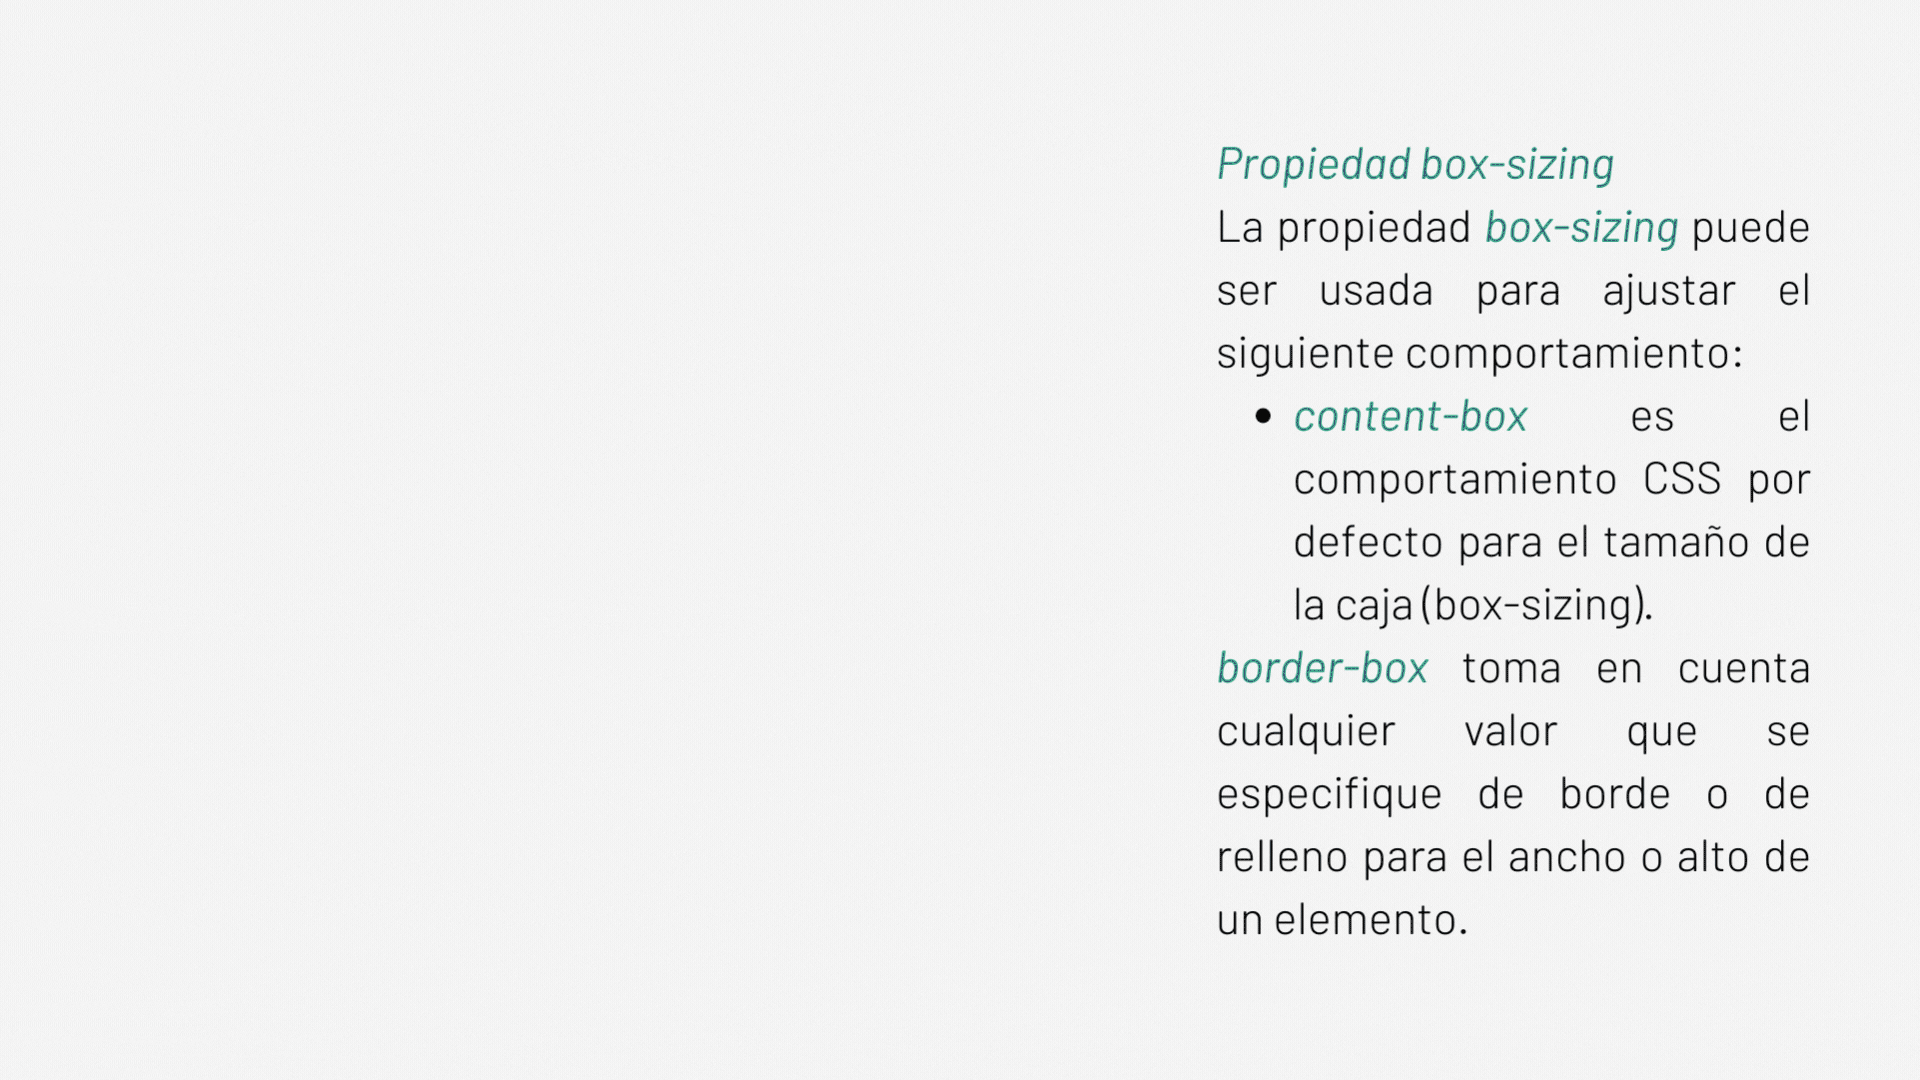 Propiedad box-sizing
La propiedad box-sizing puede
ser usada para ajustar el
siguiente comportamiento:
• content-box es el
comportamiento CSS por
defecto para el tamaño de
la caja (box-sizing).
border-box toma en cuenta
cualquier valor que se
especifique de borde o de
relleno para el ancho o alto de
un elemento.